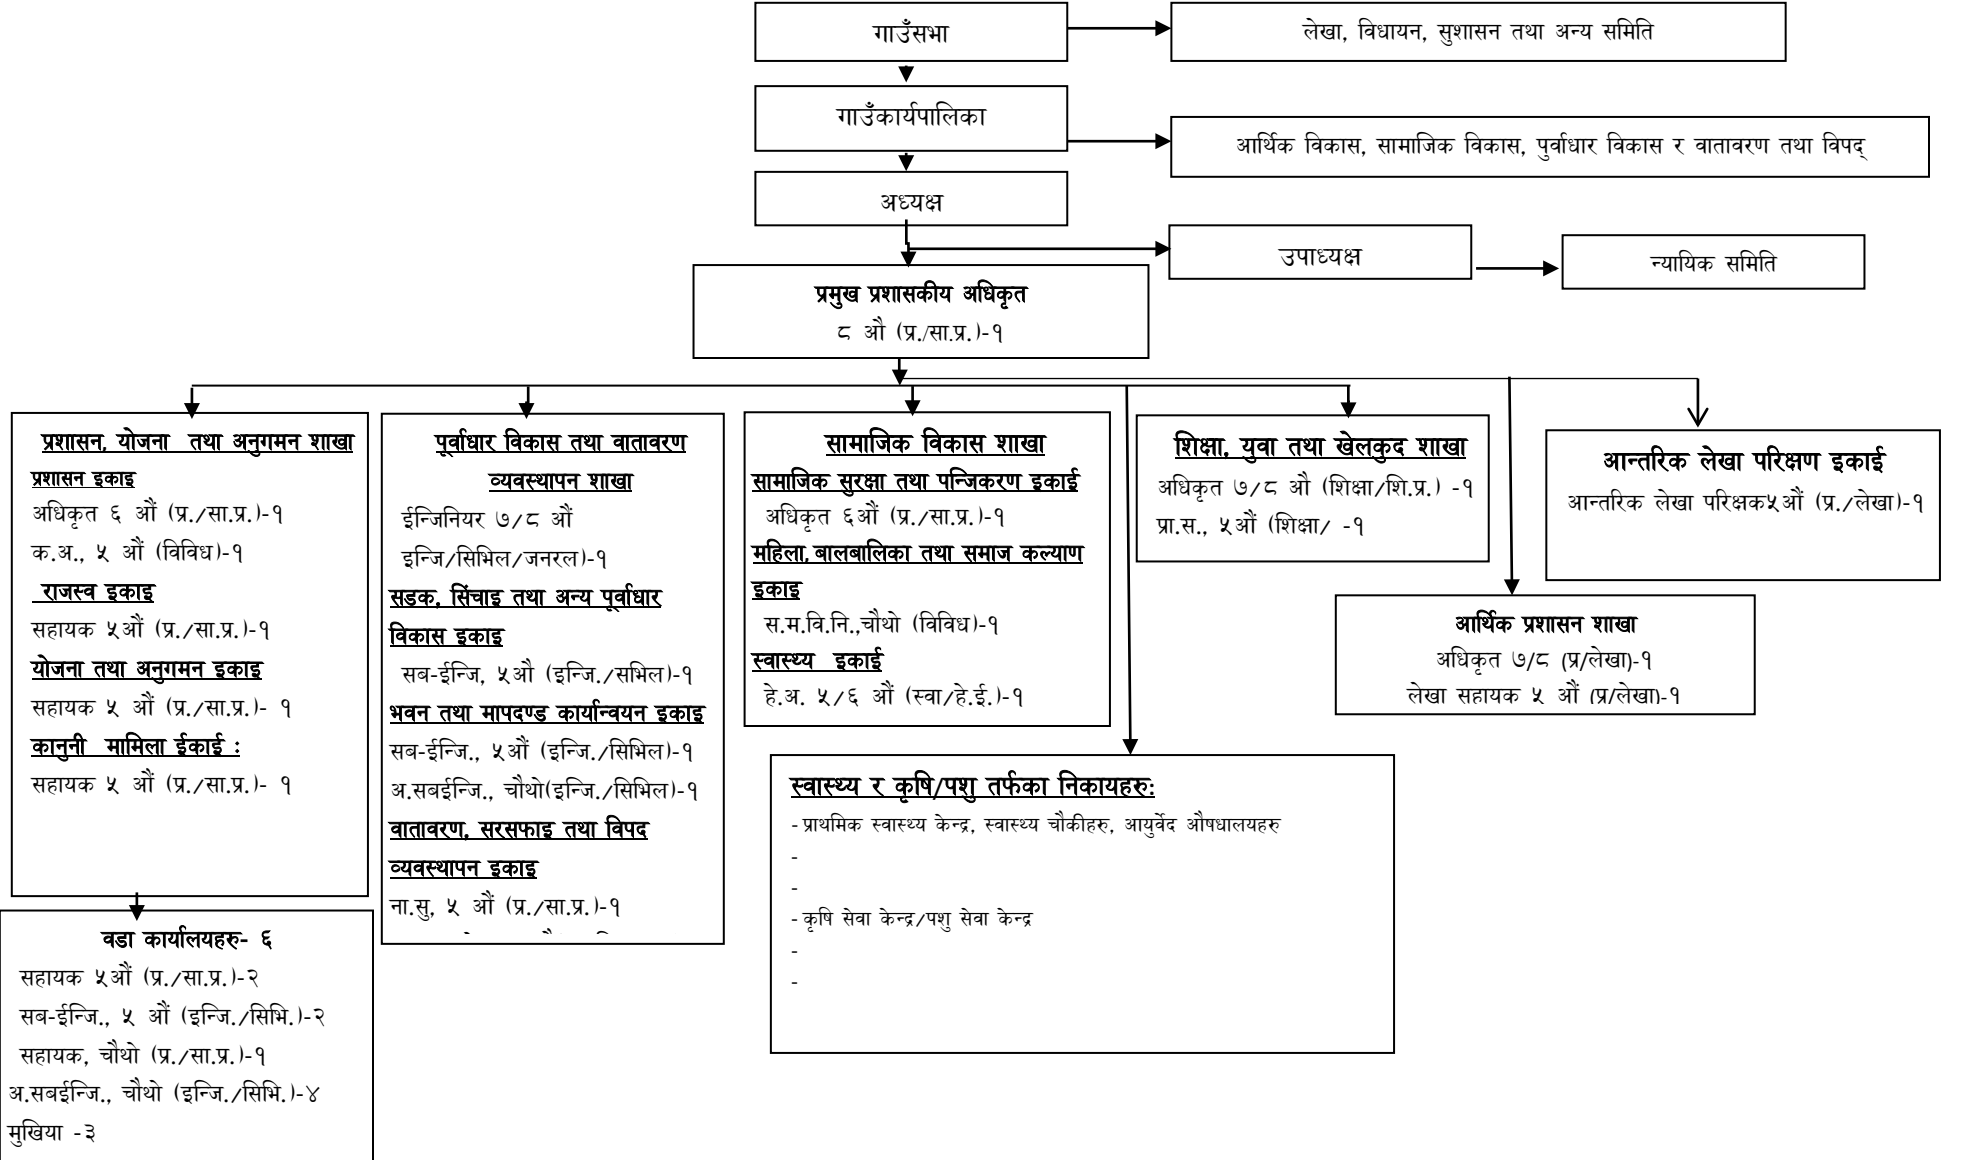 गाउँसभा
लेखा, विधायन, सुशासन तथा अन्य समिति
गाउँकार्यपालिका
आर्थिक विकास, सामाजिक विकास, पुर्वाधार विकास र वातावरण तथा विपद्
अध्यक्ष
उपाध्यक्ष
न्यायिक समिति
प्रमुख प्रशासकीय अधिकृत
८ औ (प्र./सा.प्र.)-१
प्रशासन, योजना तथा अनुगमन शाखा
प्रशासन इकाइ
अधिकृत ६ औं (प्र./सा.प्र.)-१
क.अ., ५ औं (विविध)-१
राजस्व इकाइ
सहायक ५औं (प्र./सा.प्र.)-१
योजना तथा अनुगमन इकाइ
सहायक ५ औं (प्र./सा.प्र.)- १
कानुनी मामिला ईकाई :
सहायक ५ औं (प्र./सा.प्र.)- १
वडा कार्यालयहरु- ६
सहायक ५औं (प्र./सा.प्र.)-२
सब-ईन्जि., ५ औं (इन्जि./सिभि.)-२
सहायक, चौथो (प्र./सा.प्र.)-१
अ.सबईन्जि., चौथो (इन्जि./सिभि.)-४
मुखिया -३
पूर्वाधार विकास तथा वातावरण
व्यवस्थापन शाखा
ईन्जिनियर ७/८ औं
इन्जि/सिभिल/जनरल)-१
सडक, सिंचाइ तथा अन्य पूर्वाधार
विकास इकाइ
सब-ईन्जि, ५औ (इन्जि./सभिल)-१
भवन तथा मापदण्ड कार्यान्वयन इकाइ
सब-ईन्जि., ५औं (इन्जि./सिभिल)-१
अ.सबईन्जि., चौथो(इन्जि./सिभिल)-१
वातावरण, सरसफाइ तथा विपद
व्यवस्थापन इकाइ
ना.सु, ५ औं (प्र./सा.प्र.)-१
सामाजिक विकास शाखा
सामाजिक सुरक्षा तथा पन्जिकरण इकाई
अधिकृत ६औं (प्र./सा.प्र.)-१
महिला, बालबालिका तथा समाज कल्याण
इकाइ
स.म.वि.नि.,चौथो (विविध)-१
स्वास्थ्य इकाई
हे.अ. ५/६ औं (स्वा/हे.ई.)-१
शिक्षा, युवा तथा खेलकुद शाखा
अधिकृत ७/८ औ (शिक्षा/शि.प्र.) -१
प्रा.स., ५औं (शिक्षा/ -१
आन्तरिक लेखा परिक्षण इकाई
आन्तरिक लेखा परिक्षक५औं (प्र./लेखा)-१
आर्थिक प्रशासन शाखा
अधिकृत ७/८ (प्र/लेखा)-१
लेखा सहायक ५ औं (प्र/लेखा)-१
स्वास्थ्य र कृषि/पशु तर्फका निकायहरु:
- प्राथमिक स्वास्थ्य केन्द्र, स्वास्थ्य चौकीहरु, आयुर्वेद औषधालयहरु
-
-
- कृषि सेवा केन्द्र/पशु सेवा केन्द्र
-
-